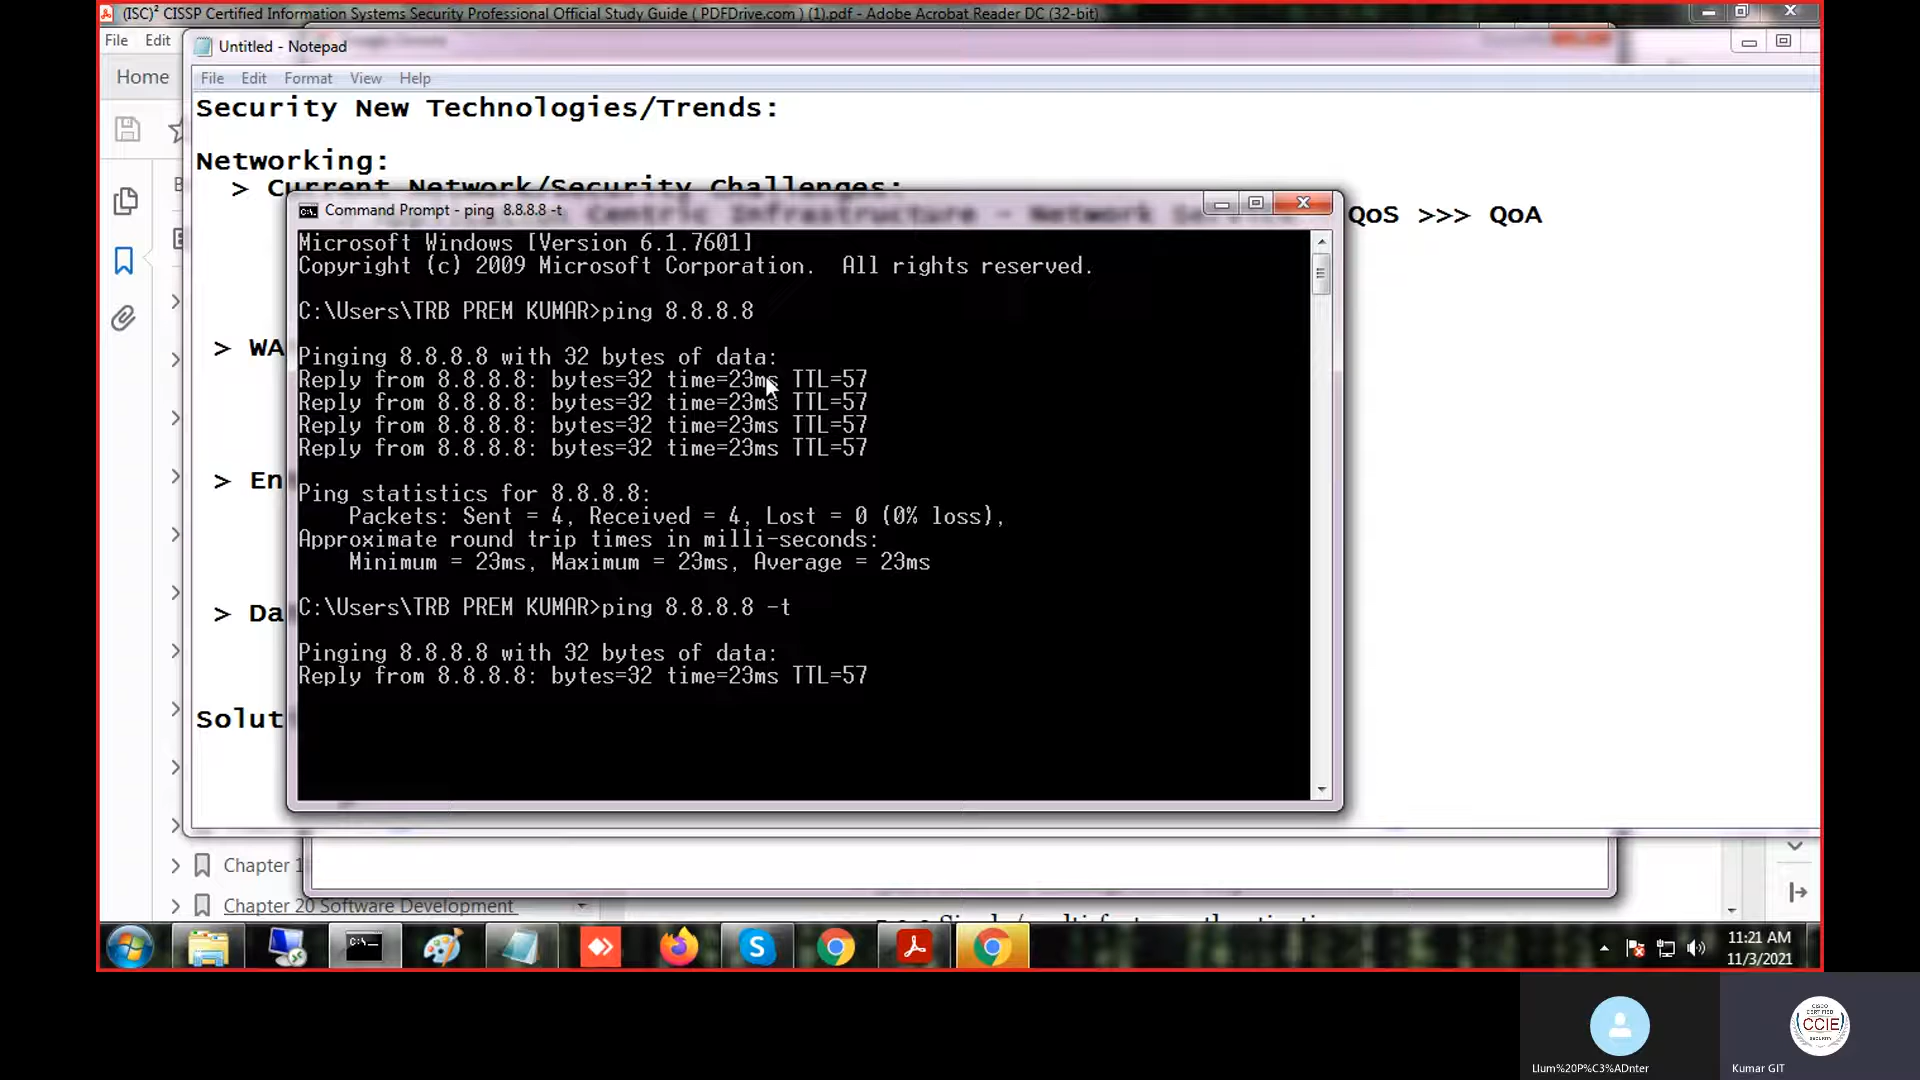 (ISC)² CISSP Certified Information Systems Security Professional Official Study Guide ( PDFDrive.com ) (1).pdf - Adobe Acrobat Reader DC (32-bit)
File Edit
Untitled - Notepad
Home
File Edit Format View Help
Security New Technologies/Trends:
Networking:
> Current Network/Security Challenges:
Centric Infrastructure - Network QoS >>> QoA
Command Prompt - ping 8.8.8.8 -t
Microsoft Windows [Version 6.1.7601]
Copyright (c) 2009 Microsoft Corporation. All rights reserved.
C:\Users\TRB PREM KUMAR>ping 8.8.8.8
> WA
Pinging 8.8.8.8 with 32 bytes of data:
Reply from 8.8.8.8: bytes=32 time=23ms TTL=57
Reply from 8.8.8.8: bytes=32 time=23ms TTL=57
Reply from 8.8.8.8: bytes=32 time=23ms TTL=57
Reply from 8.8.8.8: bytes=32 time=23ms TTL=57
> En
Ping statistics for 8.8.8.8:
Packets: Sent = 4, Received = 4, Lost = 0 (0% loss),
Approximate round trip times in milli-seconds:
Minimum = 23ms, Maximum = 23ms, Average = 23ms
> Da
C:\Users\TRB PREM KUMAR>ping 8.8.8.8 -t
Pinging 8.8.8.8 with 32 bytes of data:
Reply from 8.8.8.8: bytes=32 time=23ms TTL=57
Solut
Chapter 1
Chapter 20 Software Development
11:21 AM
11/3/2021
CISCO
CERTIFIED
CCIE
SECURITY
Llum%20P%C3%ADnter
Kumar GIT